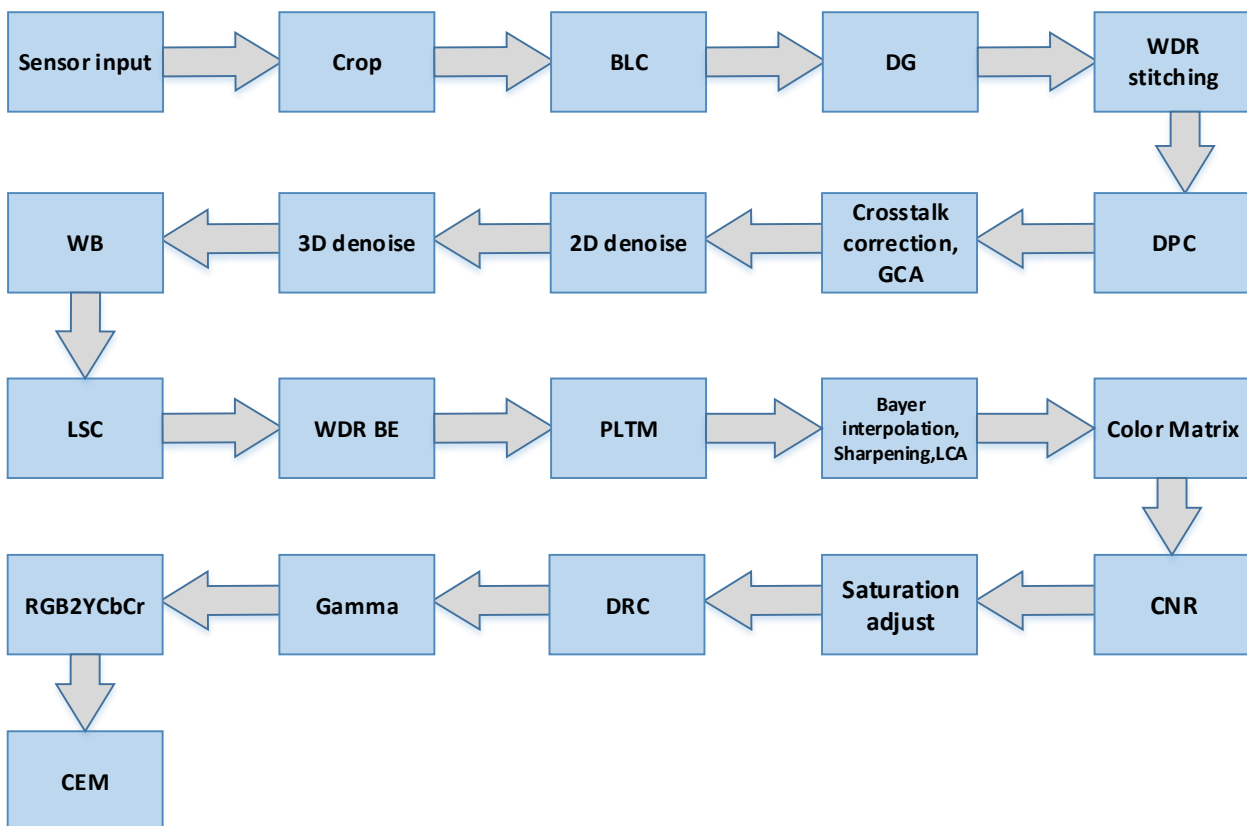 Sensor input
Crop
BLC
DG
WDR
stitching
DPC
Crosstalk
correction,
GCA
2D denoise
3D denoise
WB
LSC
WDR BE
PLTM
Bayer
interpolation,
Sharpening,LCA
Color Matrix
CNR
Saturation
adjust
DRC
Gamma
RGB2YCbCr
CEM